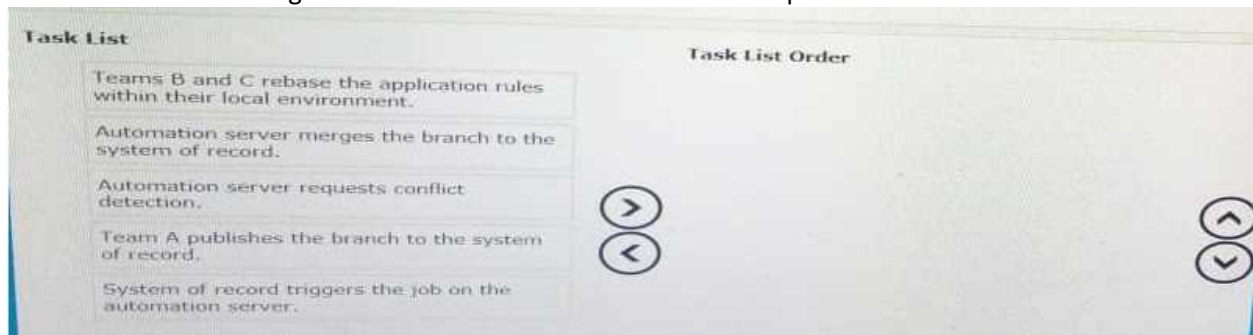 Task List
Task List Order
Teams B and C rebase the application rules
within their local environment.
Automation server merges the branch to the
system of record.
Automation server requests conflict
detection.
Team A publishes the branch to the system
of record.
System of record triggers the job on the
automation server.